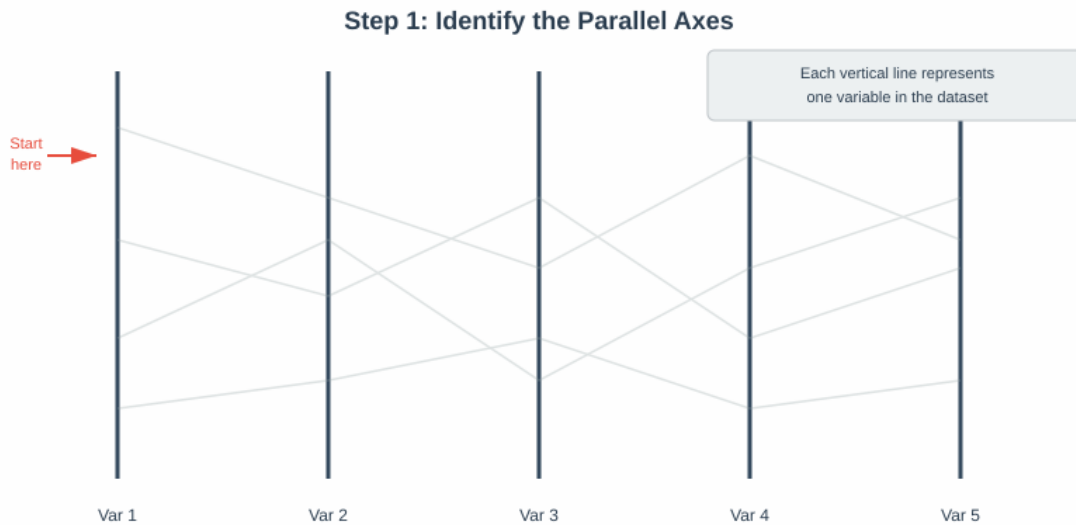 Step 1: Identify the Parallel Axes
Each vertical line represents
one variable in the dataset
Start
here
Var 1
Var 2
Var 3
Var 4
Var 5